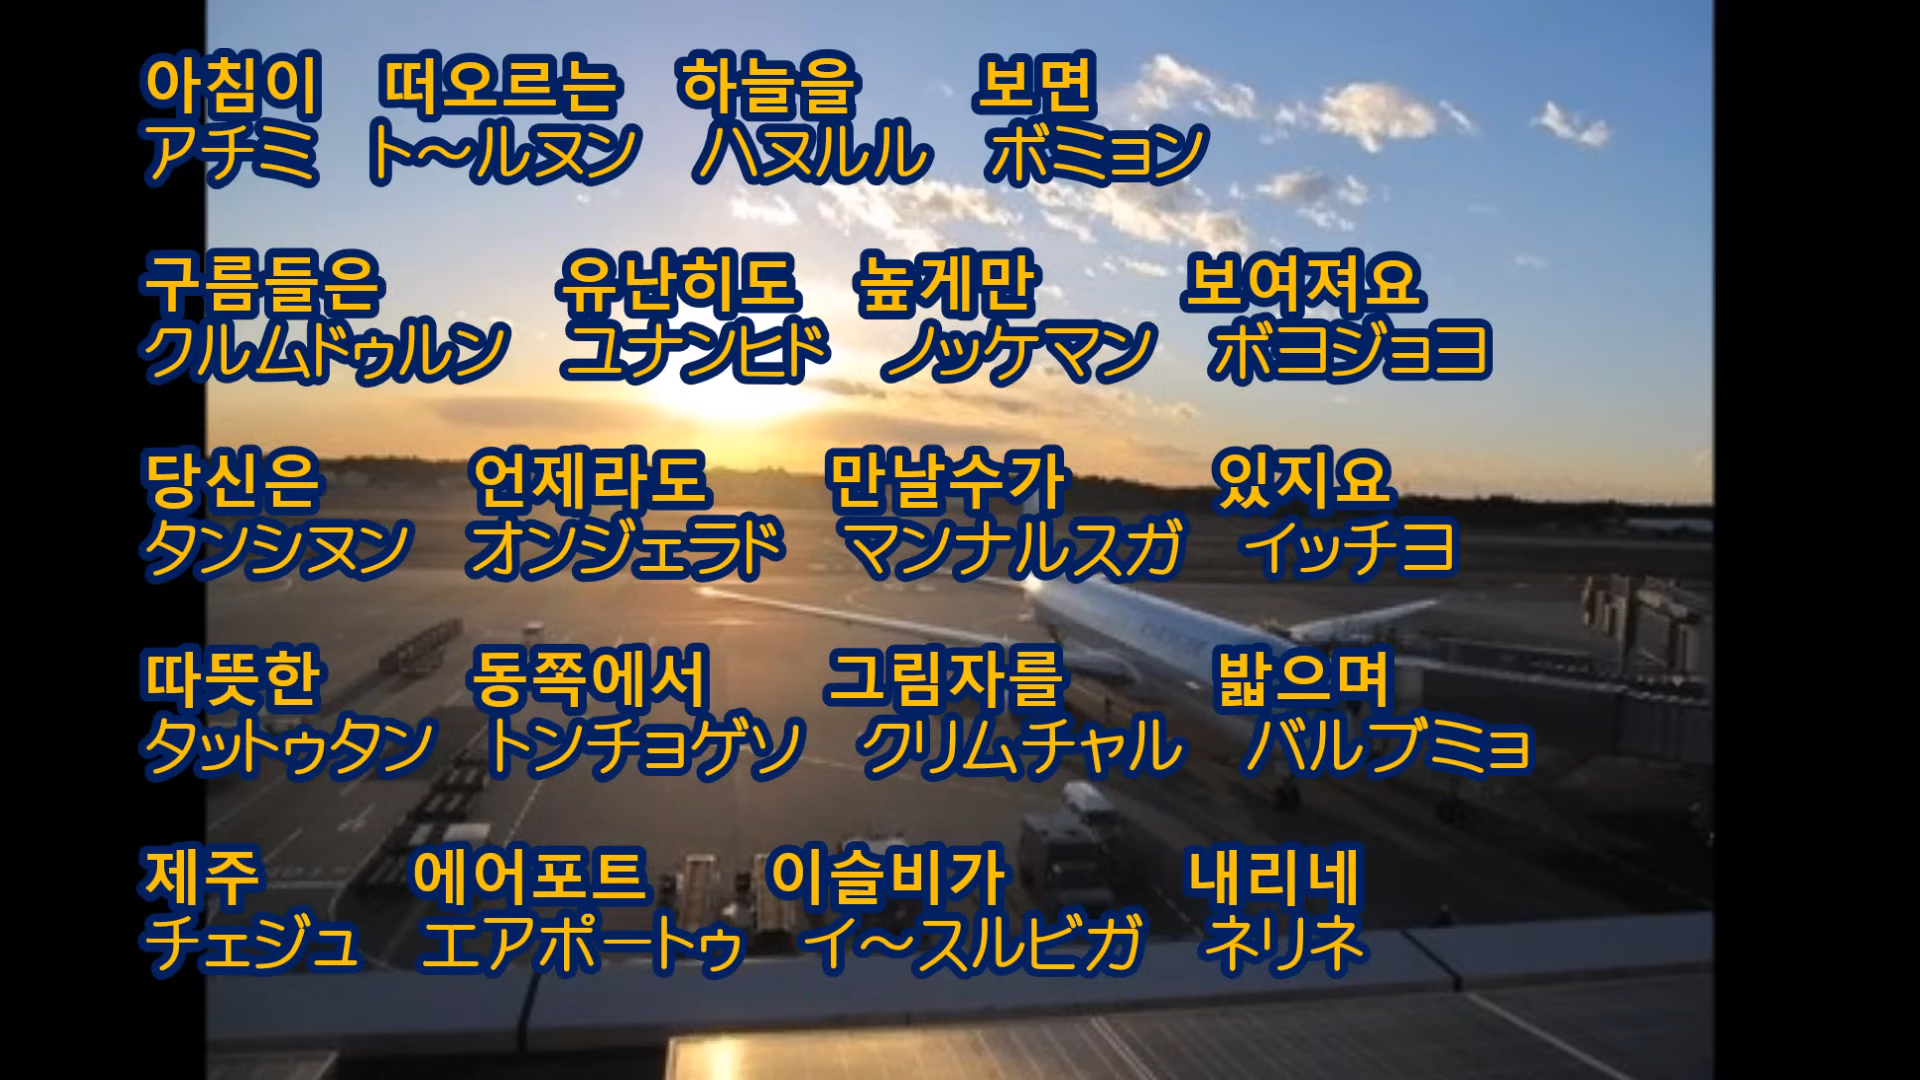 아침이 떠오르는 하늘을 보면
アチミ ト～ルヌン ハヌルル ボミョン
구름들은 유난히도 높게만 보여져요
クルムドゥルン ユナンヒド ノッケマン ボヨジョヨ
당신은 언제라도 만날수가 있지요
タンシヌン オンジェラド マンナルスガ イッチヨ
따뜻한 동쪽에서 그림자를 밟으며
タットゥタン トンチョゲソ クリムチャル バルブミョ
제주 에어포트 이슬비가 내리네
チェジュ エアポートゥ イ～スルビガ ネリネ